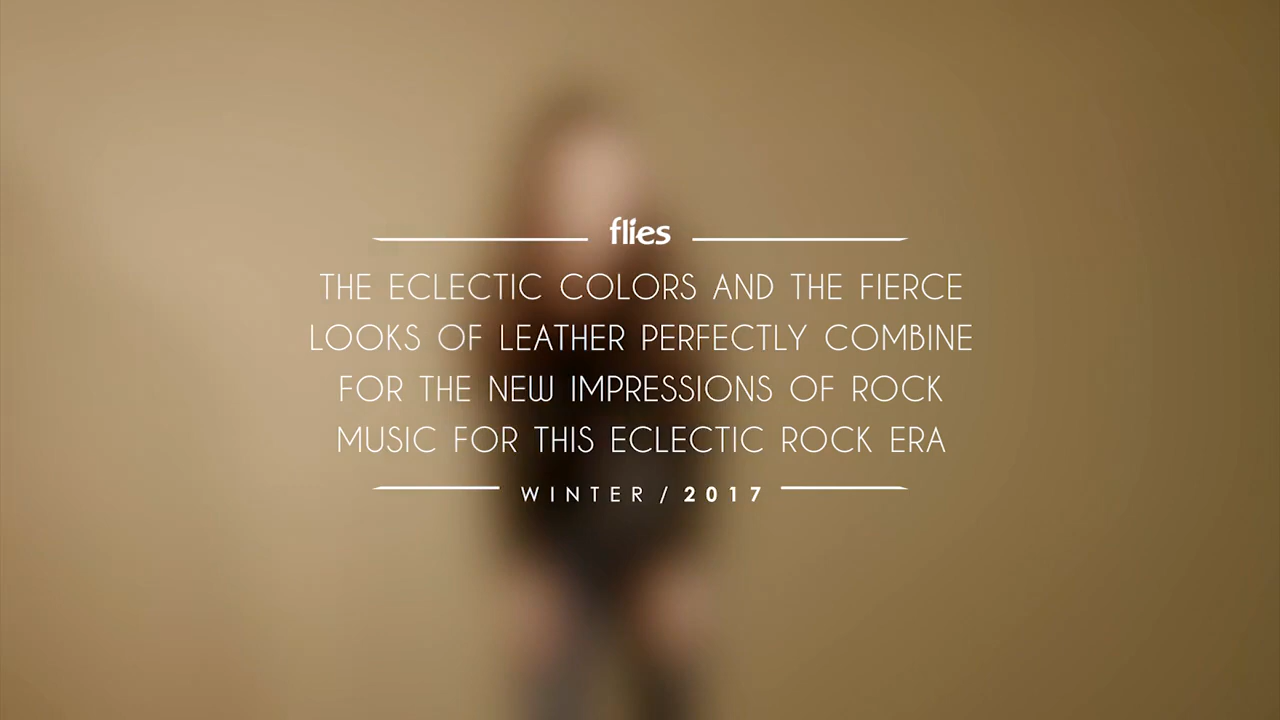 flies
THE ECLECTIC COLORS AND THE FIERCE
LOOKS OF LEATHER PERFECTLY COMBINE
FOR THE NEW IMPRESSIONS OF ROCK
MUSIC FOR THIS ECLECTIC ROCK ERA
WINTER / 2017